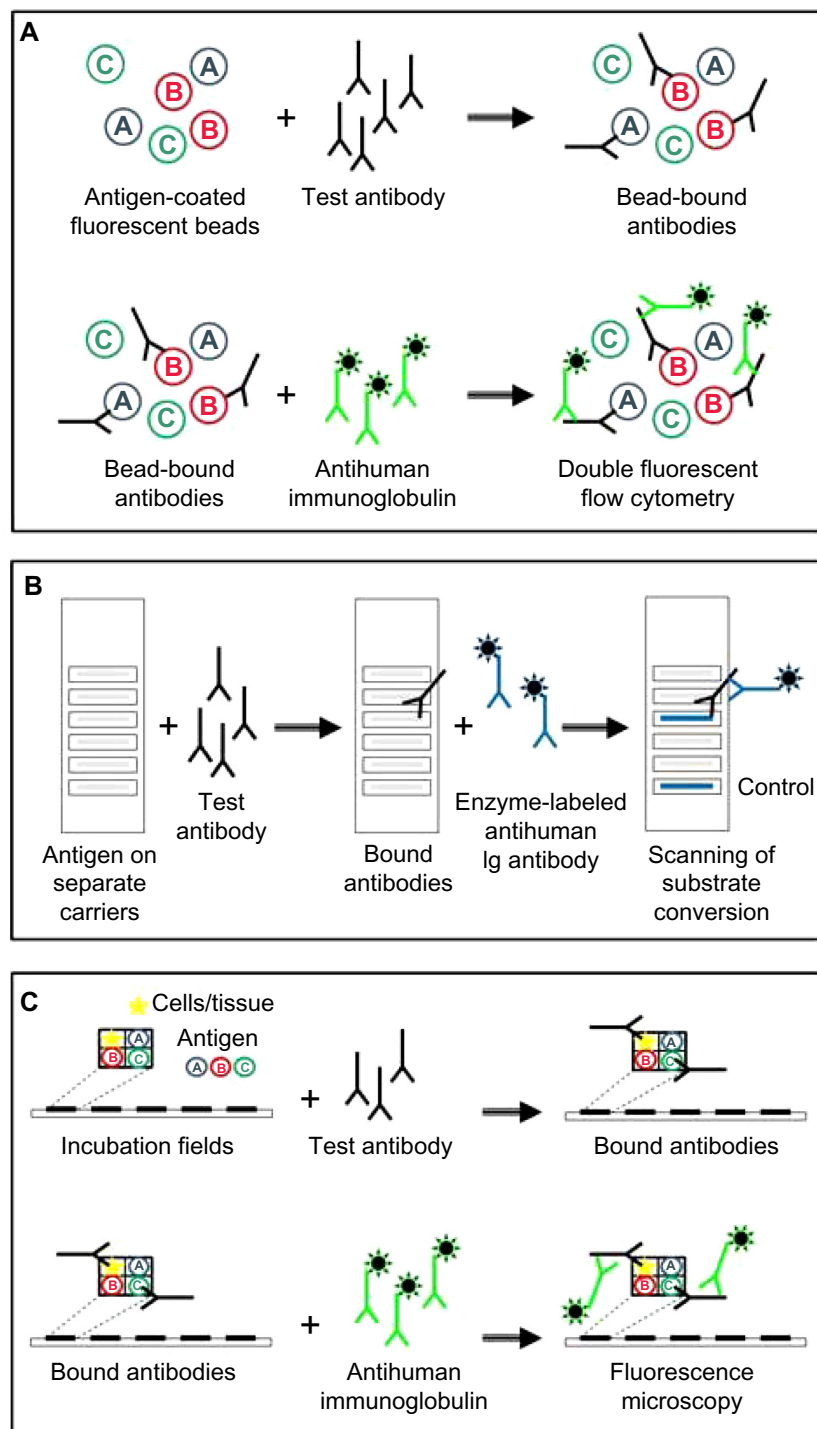 A
C A B A C B
+
C B A A C B
Antigen-coated
fluorescent beads
Test antibody
Bead-bound
antibodies
C B A A C B
+
C B A A C B
Bead-bound
antibodies
Antihuman
immunoglobulin
Double fluorescent
flow cytometry
B
+
+
Control
Antigen on
separate
carriers
Test
antibody
Bound
antibodies
Enzyme-labeled
antihuman
Ig antibody
Scanning of
substrate
conversion
C
Cells/tissue
Antigen
A B C
A
B C
+
A
B C
Incubation fields
Test antibody
Bound antibodies
A
B C
+
A
B C
Bound antibodies
Antihuman
immunoglobulin
Fluorescence
microscopy